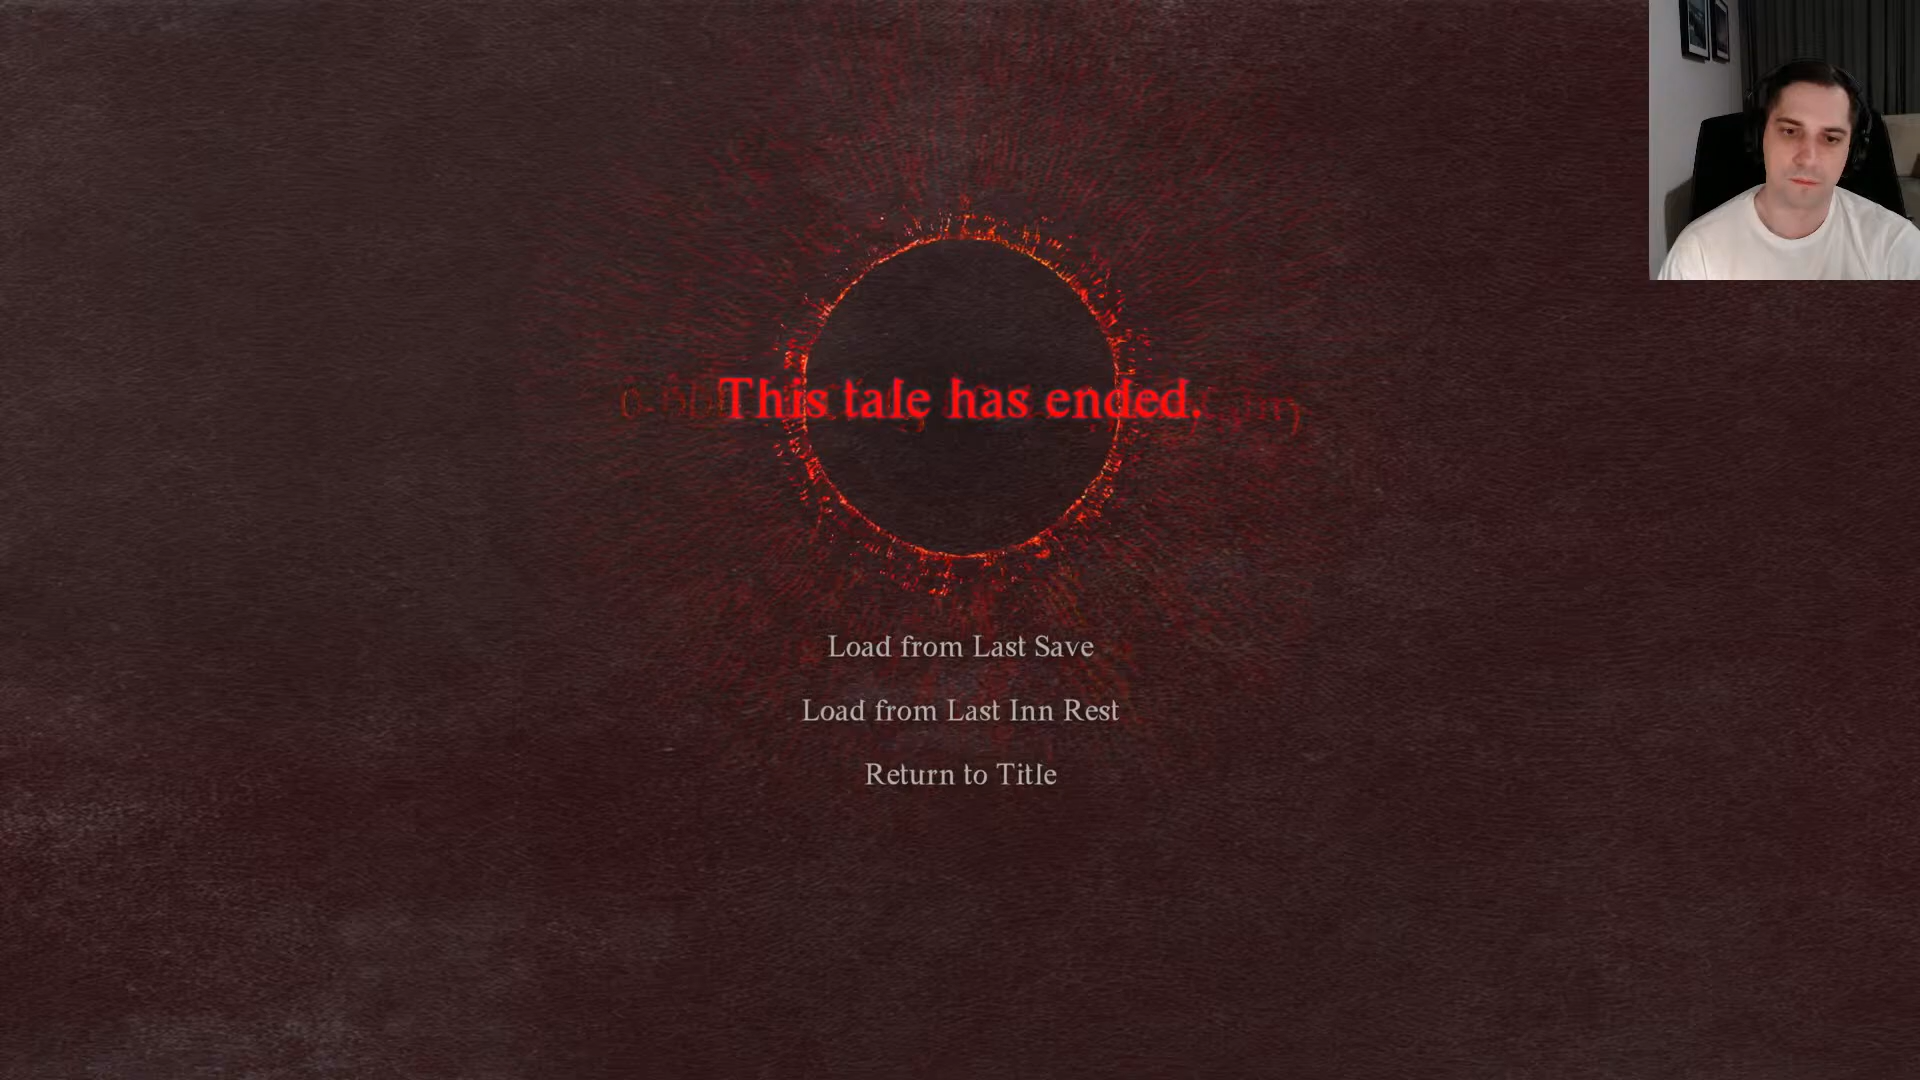 This tale has ended.
Load from Last Save
Load from Last Inn Rest
Return to Title